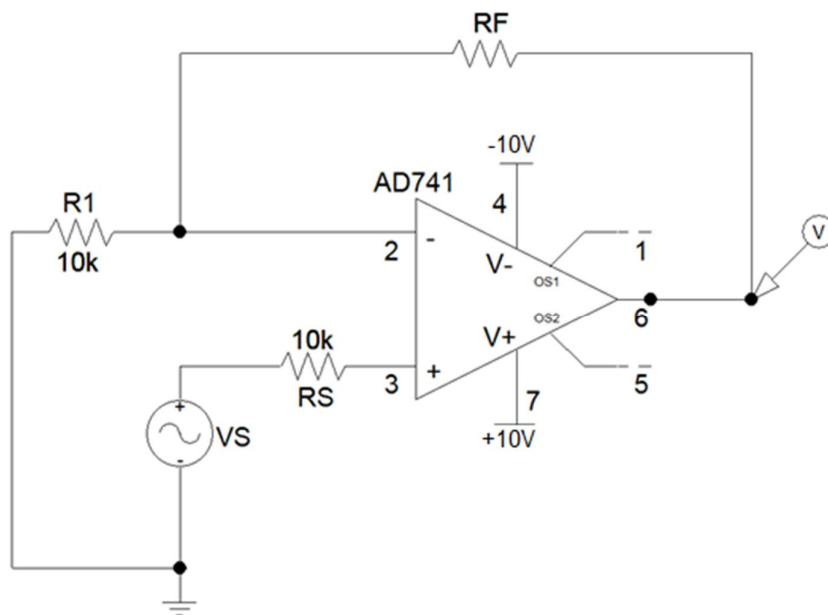 RF
-10V
AD741
4
R1
V
10k
2
-
1
V-
OS1
6
OS2
10k
V+
3
+
5
RS
7
+
VS
+10V
-